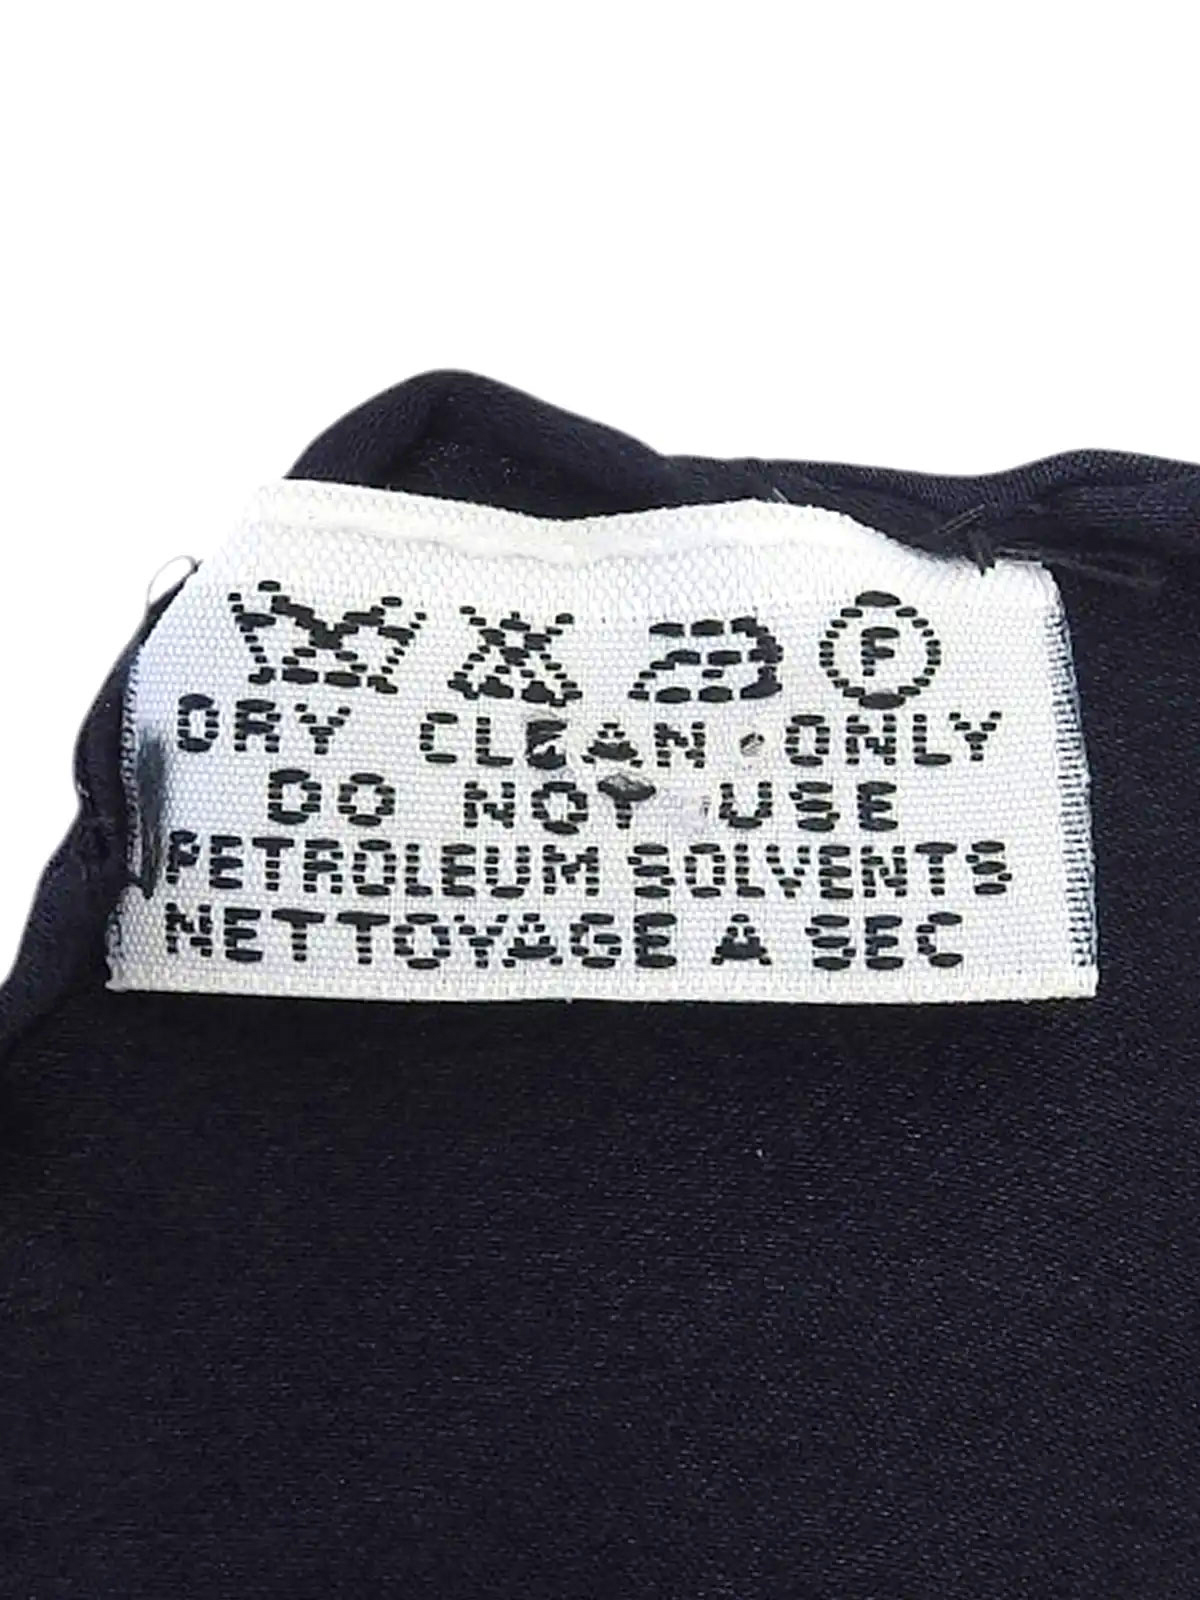 F
DRY CLEAN ONLY
DO NOT USE
PETROLEUM SOLVENTS
NETTOYAGE A SEC